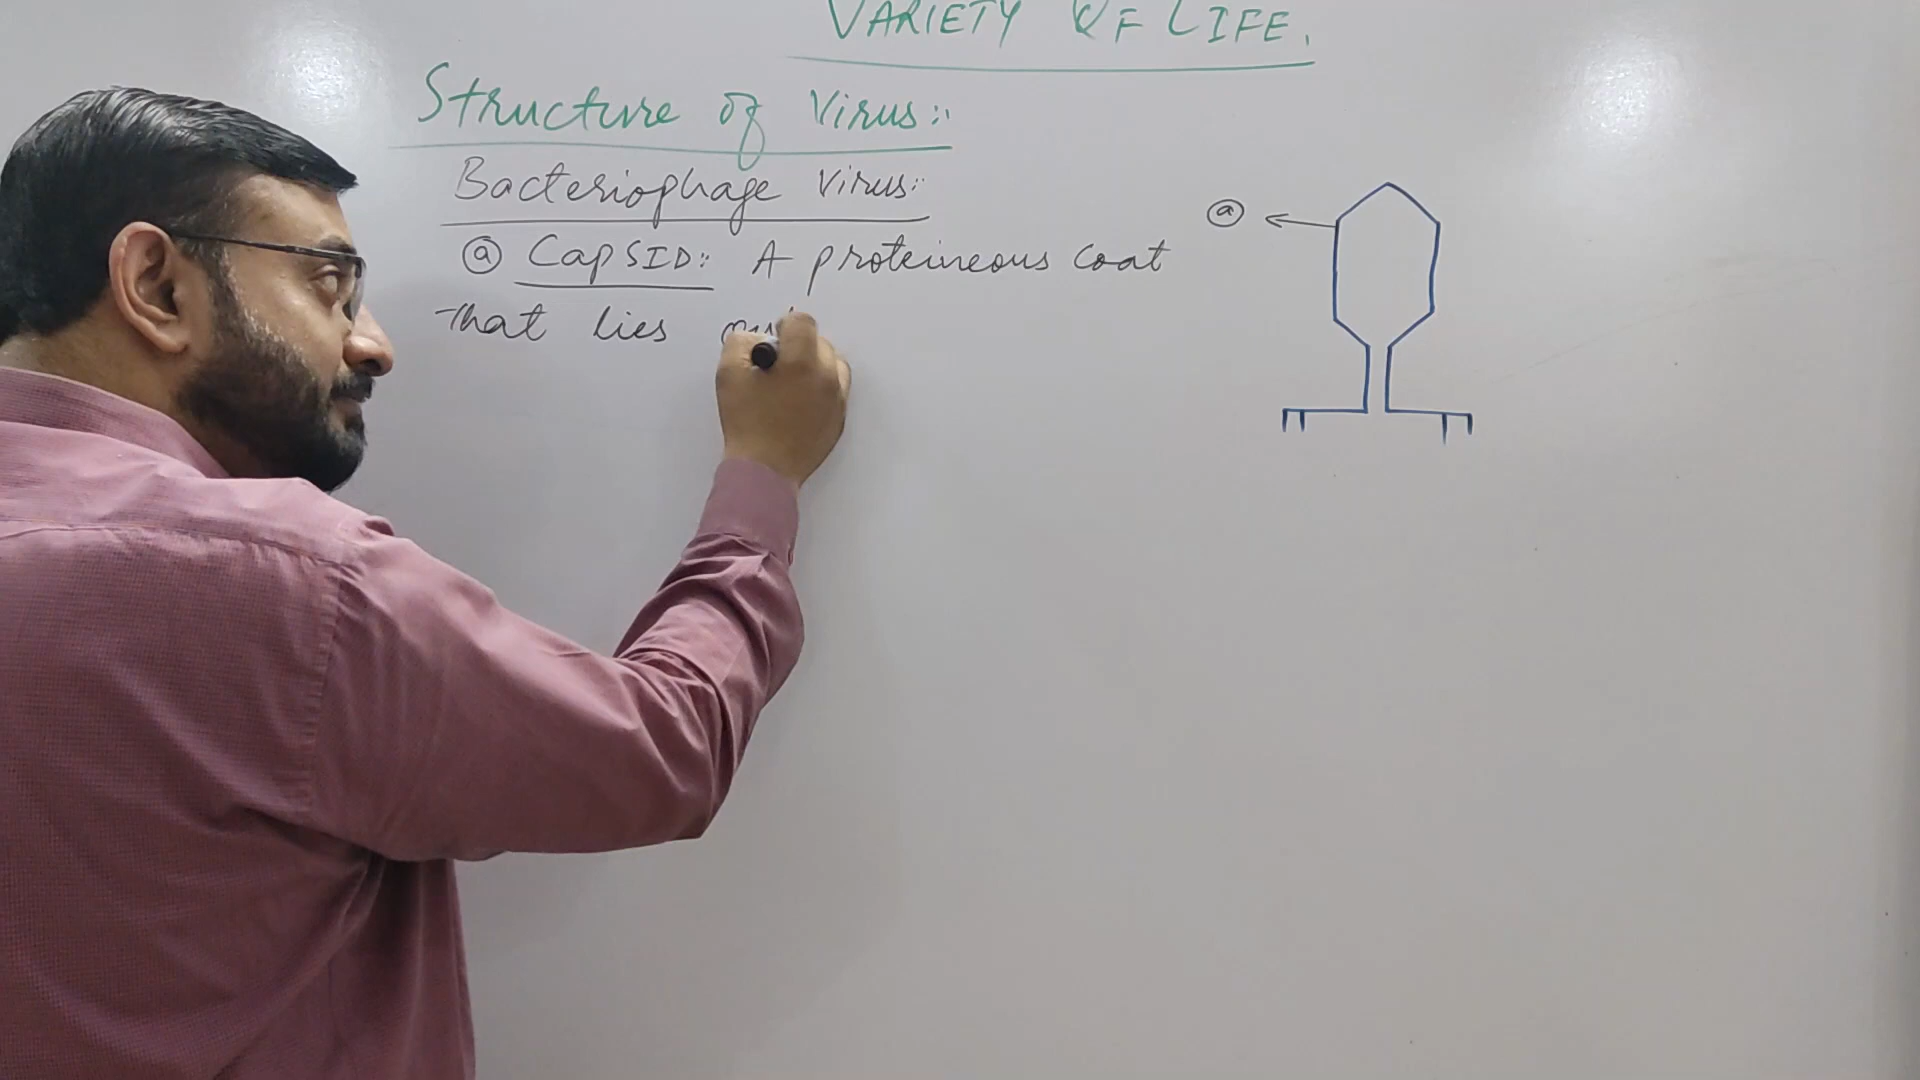 VARIETY OF LIFE.
Structure of Virus::
Bacteriophage Virus::
ⓐ CapSID:: A proteineous coat
ⓐ
that lies